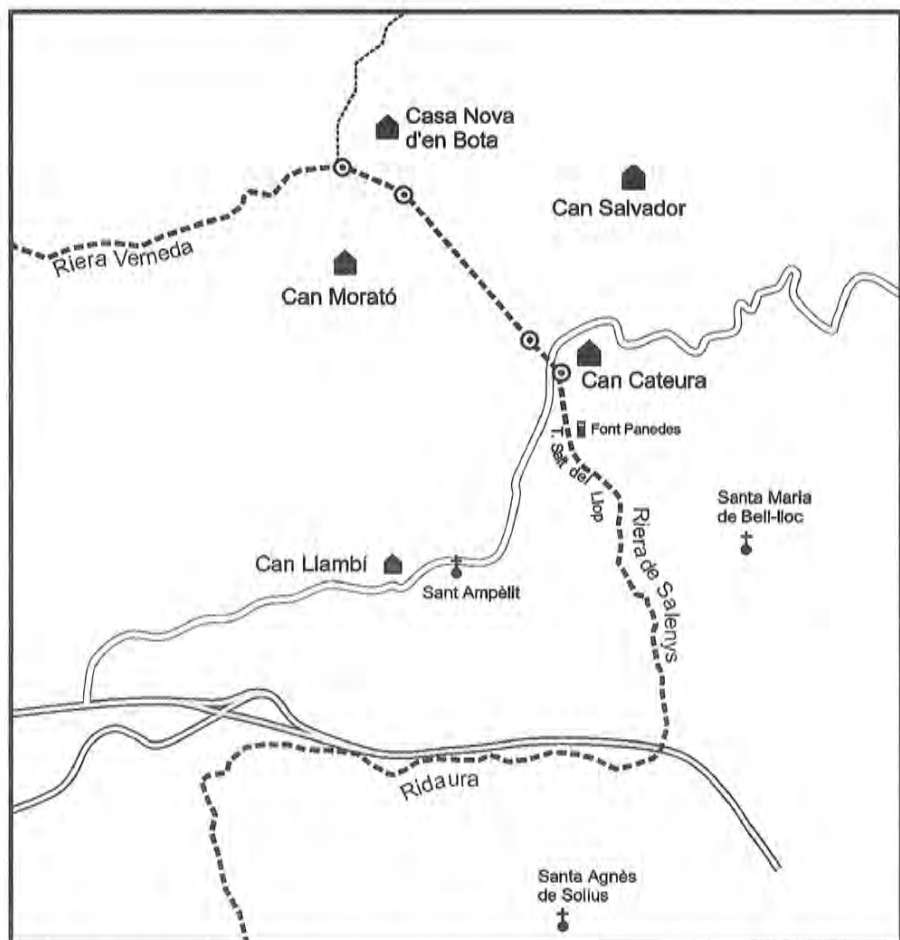 Casa Nova
d'en Bota
Can Salvador
Riera Verneda
Can Morató
Can Cateura
Font Panedes
T. Salt del Llop
Santa Maria
de Bell-lloc
Riera de Salenys
Can Llambí
Sant Ampèlit
Ridaura
Santa Agnès
de Solius